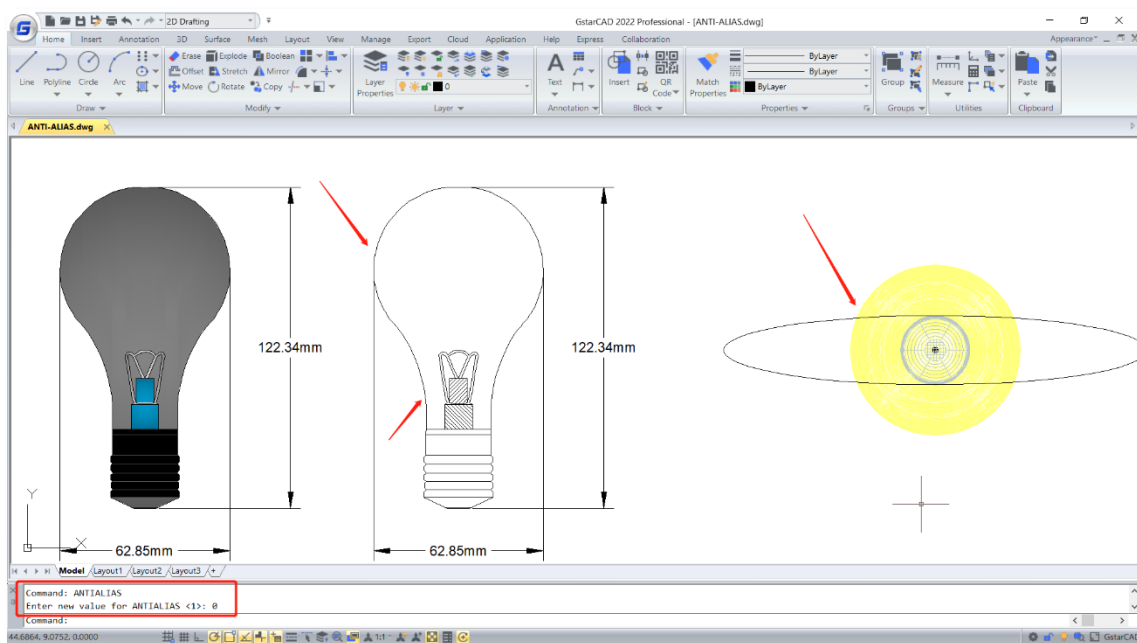 2D Drafting
GstarCAD 2022 Professional - [ANTI-ALIAS.dwg]
Home Insert Annotation 3D Surface Mesh Layout View Manage Export Cloud Application Help Express Collaboration Appearance
Line Polyline Circle Arc
Erase Explode Boolean
Offset Stretch Mirror
Move Rotate Copy
Layer Properties
0
Text
Insert
QR Code
Match Properties
ByLayer
ByLayer
ByLayer
Group
Measure
Paste
Draw Modify Layer Annotation Block Properties Groups Utilities Clipboard
ANTI-ALIAS.dwg
122.34mm
122.34mm
Y
X
62.85mm
62.85mm
Model Layout1 Layout2 Layout3 +
Command: ANTIALIAS
Enter new value for ANTIALIAS <1>: 0
Command:
44.6864, 9.0752, 0.0000
1:1
GstarCAD